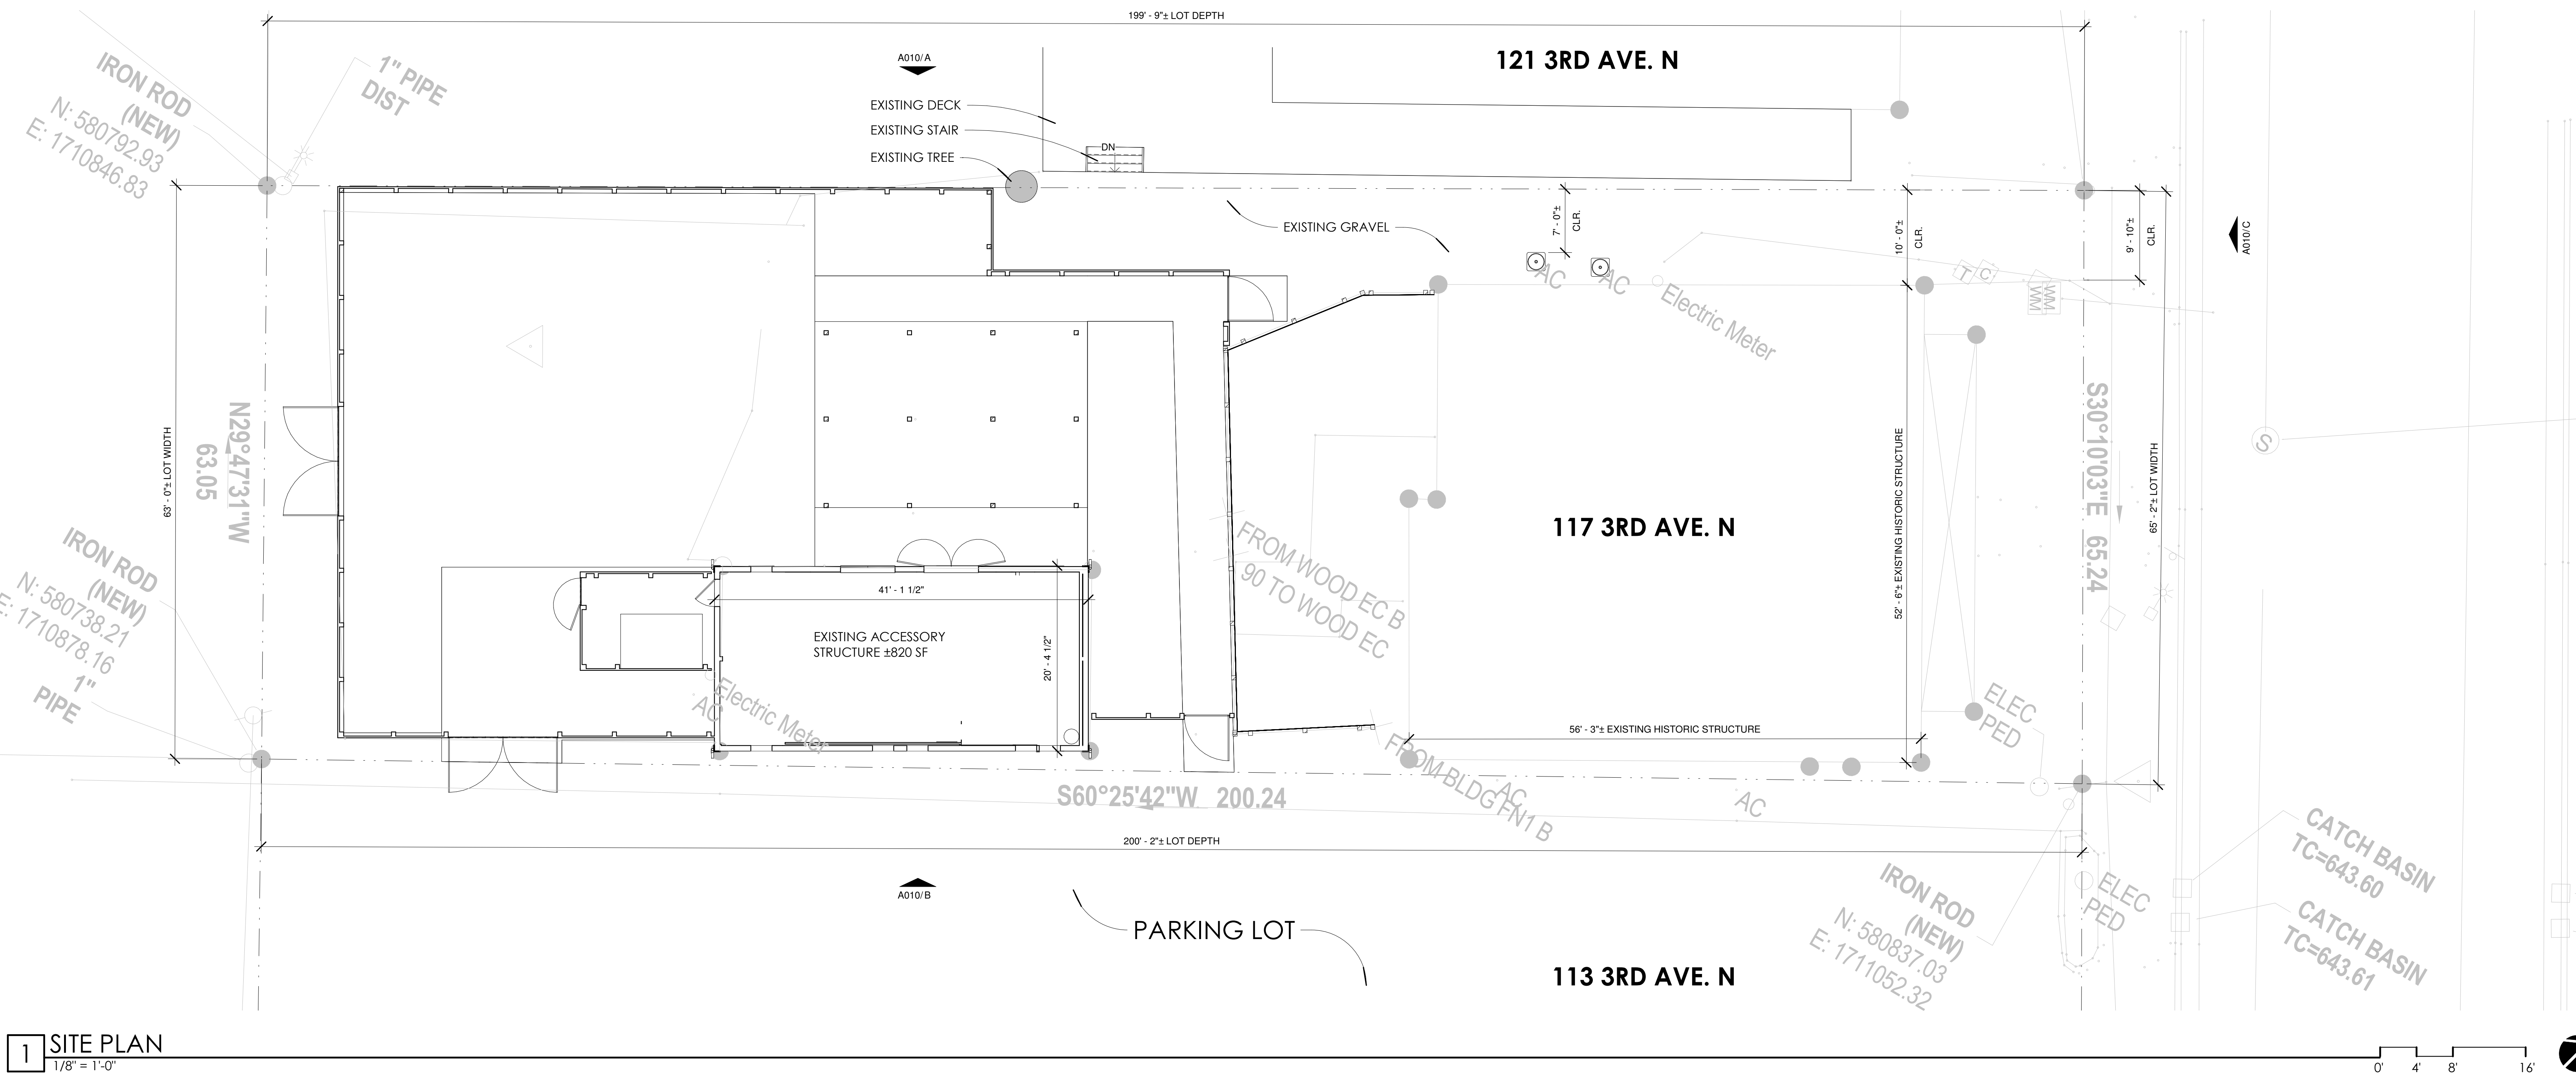 199' - 9"± LOT DEPTH
A010/A
121 3RD AVE. N
IRON ROD
(NEW)
N: 580792.93
E: 1710846.83
1" PIPE
DIST
EXISTING DECK
EXISTING STAIR
EXISTING TREE
DN
EXISTING GRAVEL
7' - 0"±
CLR.
10' - 0"±
CLR.
9' - 10"±
CLR.
A010/C
AC
AC
Electric Meter
T
C
WM
WM
63' - 0"± LOT WIDTH
N29°47'31"W
63.05
S30°10'03"E 65.24
65' - 2"± LOT WIDTH
S
52' - 6"± EXISTING HISTORIC STRUCTURE
117 3RD AVE. N
FROM WOOD EC B
90 TO WOOD EC
IRON ROD
(NEW)
N: 580738.21
E: 1710878.16
1"
PIPE
41' - 1 1/2"
EXISTING ACCESSORY
STRUCTURE ±820 SF
20' - 4 1/2"
Electric Meter
AC
56' - 3"± EXISTING HISTORIC STRUCTURE
ELEC
PED
FROM BLDG FN1 B
AC
AC
S60°25'42"W 200.24
200' - 2"± LOT DEPTH
A010/B
PARKING LOT
113 3RD AVE. N
IRON ROD
(NEW)
N: 580837.03
E: 1711052.32
ELEC
PED
CATCH BASIN
TC=643.60
CATCH BASIN
TC=643.61
1
SITE PLAN
1/8" = 1'-0"
0' 4' 8' 16'